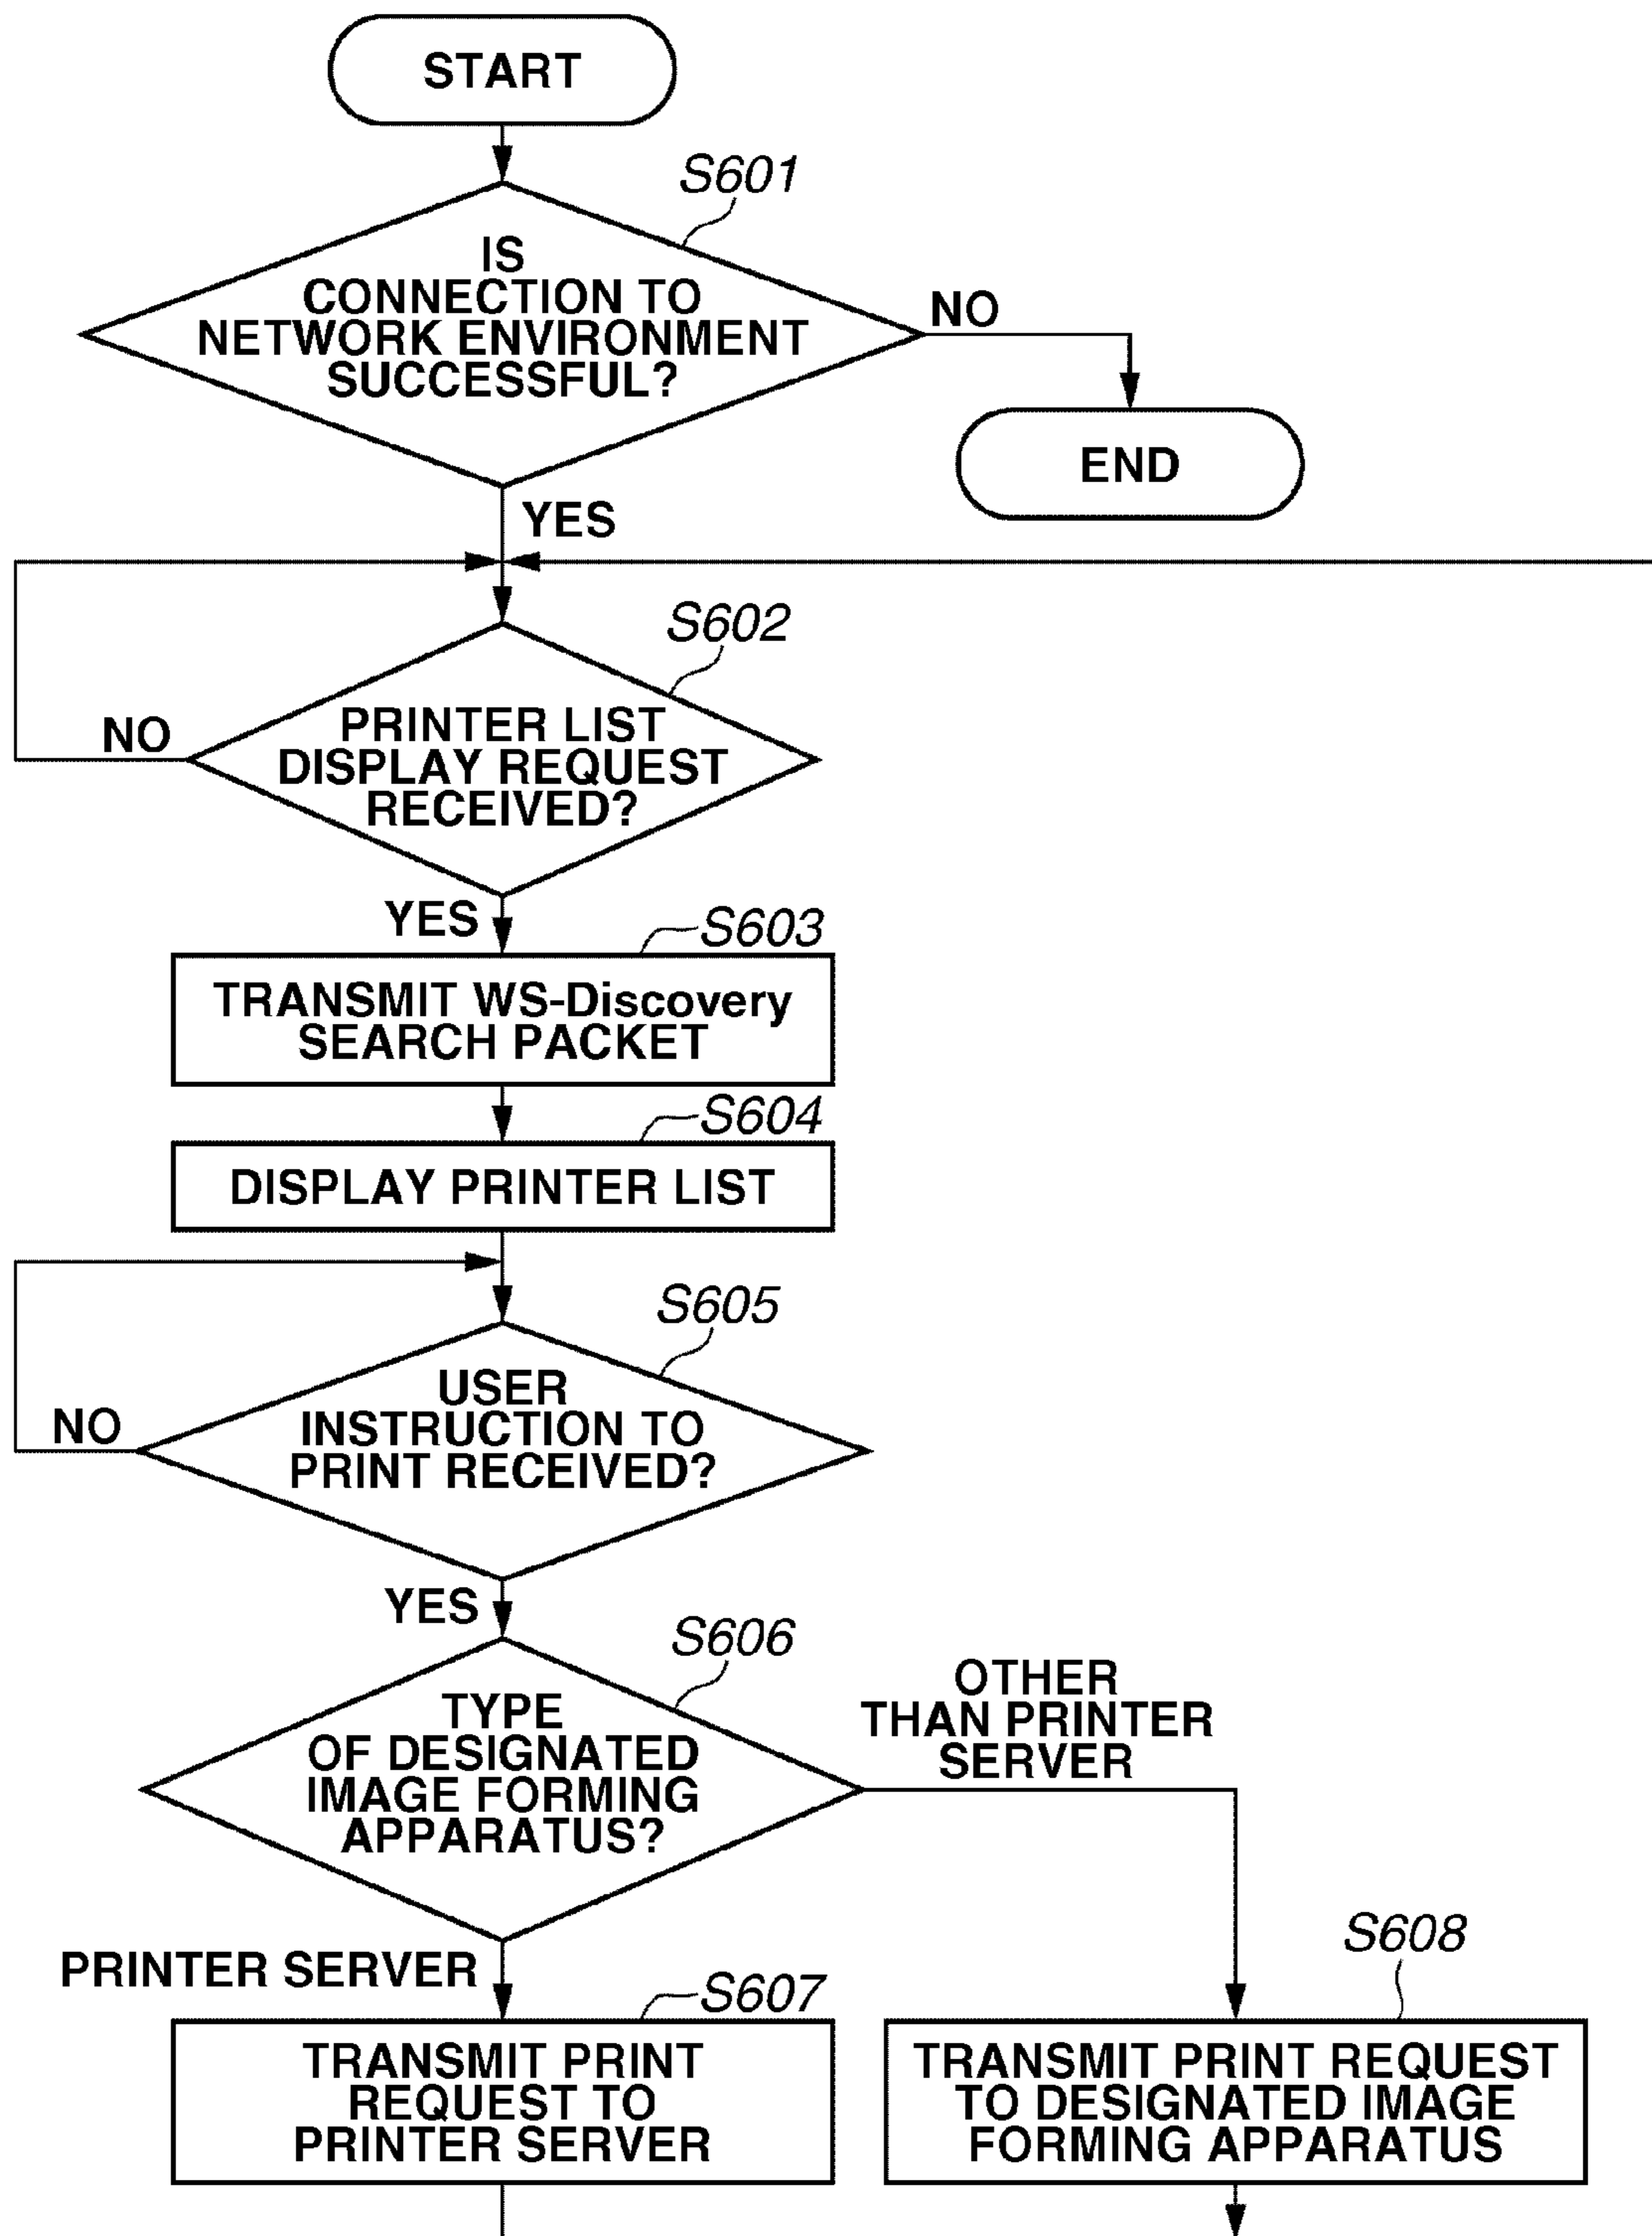 START
S601
IS
CONNECTION TO
NETWORK ENVIRONMENT
SUCCESSFUL?
NO
END
YES
S602
PRINTER LIST
DISPLAY REQUEST
RECEIVED?
NO
YES
S603
TRANSMIT WS-Discovery
SEARCH PACKET
S604
DISPLAY PRINTER LIST
S605
USER
INSTRUCTION TO
PRINT RECEIVED?
NO
YES
S606
TYPE
OF DESIGNATED
IMAGE FORMING
APPARATUS?
OTHER
THAN PRINTER
SERVER
PRINTER SERVER
S607
TRANSMIT PRINT
REQUEST TO
PRINTER SERVER
S608
TRANSMIT PRINT REQUEST
TO DESIGNATED IMAGE
FORMING APPARATUS